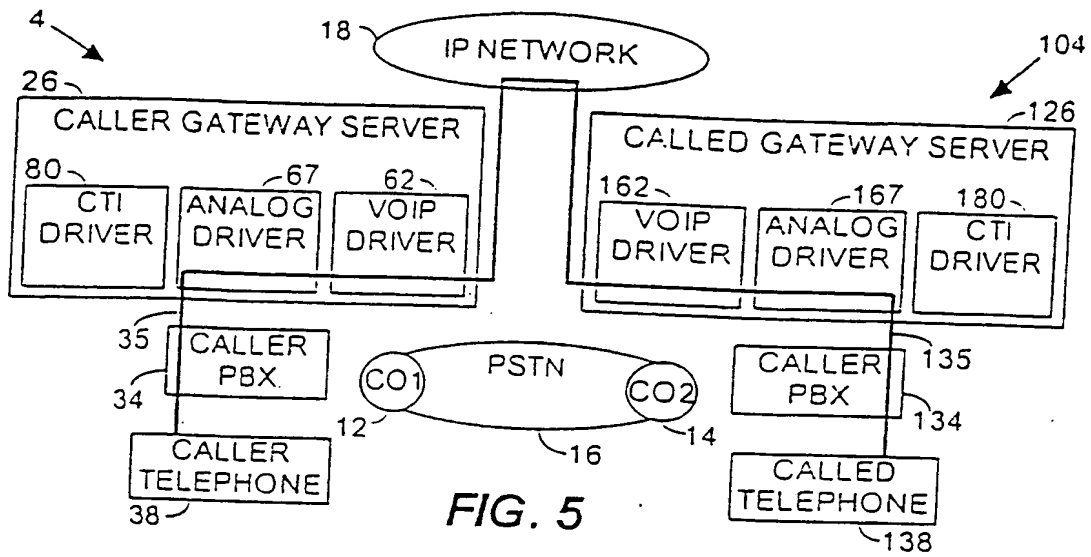 4
18
IP NETWORK
104
26
CALLER GATEWAY SERVER
80
CTI
DRIVER
67
ANALOG
DRIVER
62
VOIP
DRIVER
126
CALLED GATEWAY SERVER
162
VOIP
DRIVER
167
ANALOG
DRIVER
180
CTI
DRIVER
35
CALLER
PBX
34
CO1
12
PSTN
16
CO2
14
135
CALLER
PBX
134
CALLER
TELEPHONE
38
CALLED
TELEPHONE
138
FIG. 5